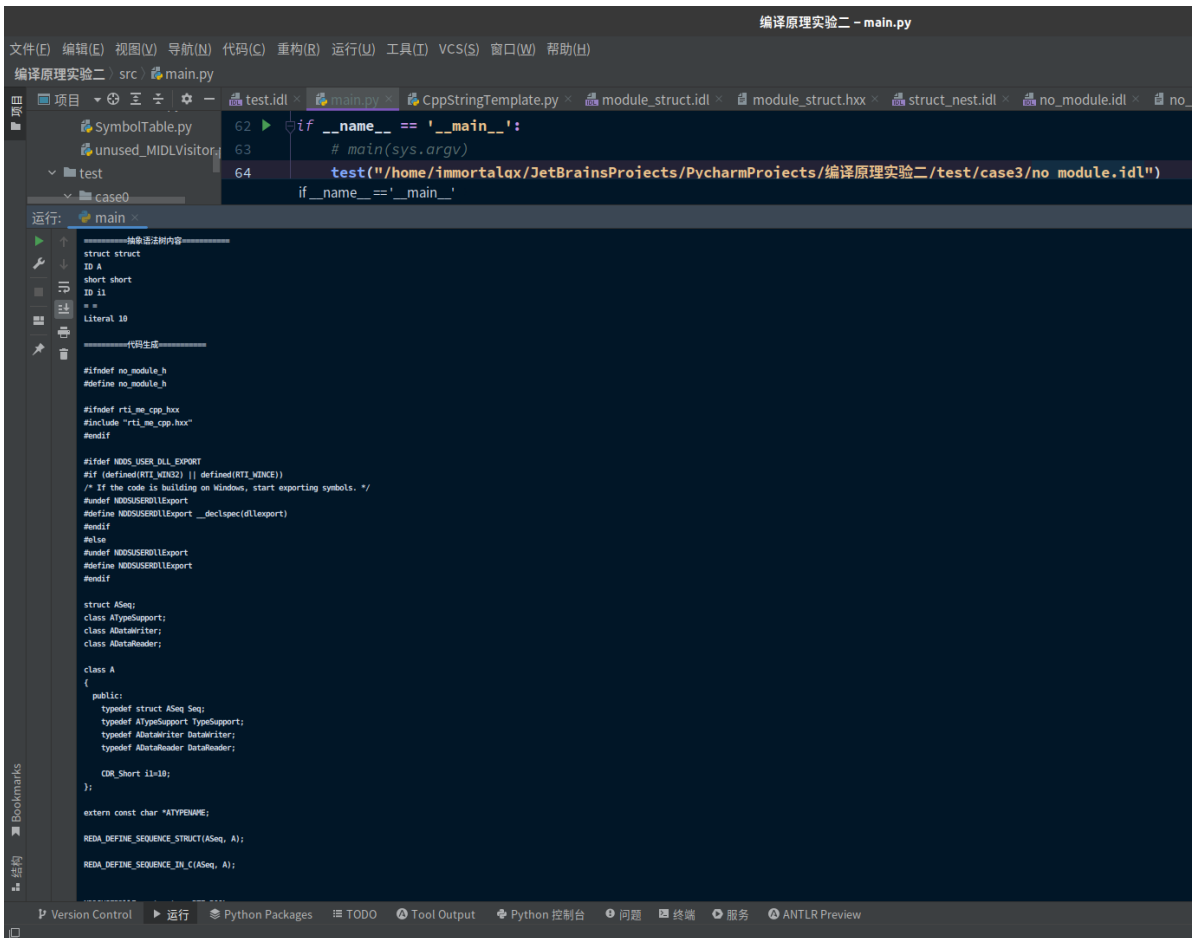 编译原理实验二 – main.py
文件(F) 编辑(E) 视图(V) 导航(N) 代码(C) 重构(R) 运行(U) 工具(T) VCS(S) 窗口(W) 帮助(H)
编译原理实验二 〉 src 〉 main.py
项目
项目 test.idl × main.py × CppStringTemplate.py × module_struct.idl × module_struct.hxx × struct_nest.idl × no_module.idl × no_
SymbolTable.py 62 if __name__ == '__main__':
unused_MIDLVisitor. 63 # main(sys.argv)
test 64 test("/home/immortalqx/JetBrainsProjects/PycharmProjects/编译原理实验二/test/case3/no_module.idl")
case0 if __name__=='__main__'
运行: main ×
==========抽象语法树内容===========
struct struct
ID A
short short
ID i1
= =
Literal 10
==========代码生成===========
#ifndef no_module_h
#define no_module_h
#ifndef rti_me_cpp_hxx
#include "rti_me_cpp.hxx"
#endif
#ifdef NDDS_USER_DLL_EXPORT
#if (defined(RTI_WIN32) || defined(RTI_WINCE))
/* If the code is building on Windows, start exporting symbols. */
#undef NDDSUSERDllExport
#define NDDSUSERDllExport __declspec(dllexport)
#endif
#else
#undef NDDSUSERDllExport
#define NDDSUSERDllExport
#endif
struct ASeq;
class ATypeSupport;
class ADataWriter;
class ADataReader;
class A
{
public:
typedef struct ASeq Seq;
typedef ATypeSupport TypeSupport;
typedef ADataWriter DataWriter;
typedef ADataReader DataReader;
CDR_Short i1=10;
};
extern const char *ATYPENAME;
REDA_DEFINE_SEQUENCE_STRUCT(ASeq, A);
REDA_DEFINE_SEQUENCE_IN_C(ASeq, A);
Bookmarks
结构
Version Control 运行 Python Packages TODO Tool Output Python 控制台 问题 终端 服务 ANTLR Preview